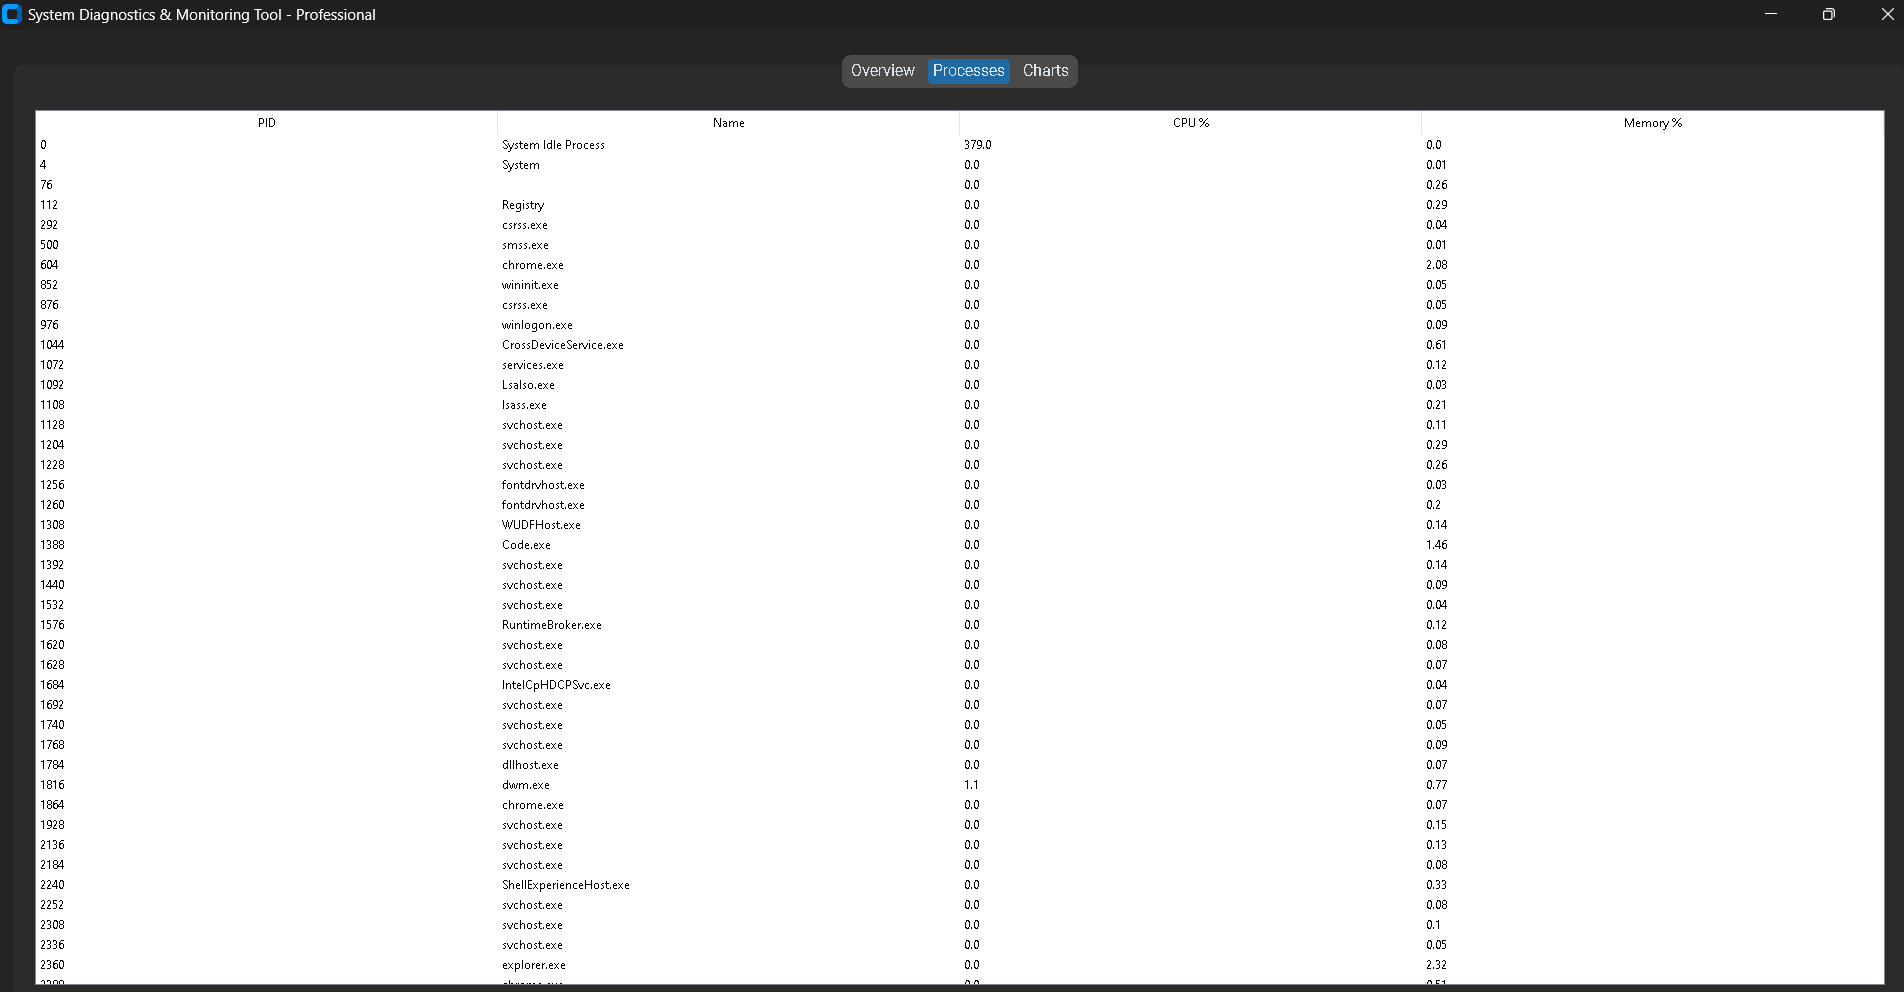 System Diagnostics & Monitoring Tool - Professional
Overview Processes Charts
PID Name CPU % Memory %
0 System Idle Process 379.0 0.0
4 System 0.0 0.01
76 0.0 0.26
112 Registry 0.0 0.29
292 csrss.exe 0.0 0.04
500 smss.exe 0.0 0.01
604 chrome.exe 0.0 2.08
852 wininit.exe 0.0 0.05
876 csrss.exe 0.0 0.05
976 winlogon.exe 0.0 0.09
1044 CrossDeviceService.exe 0.0 0.61
1072 services.exe 0.0 0.12
1092 LsaIso.exe 0.0 0.03
1108 lsass.exe 0.0 0.21
1128 svchost.exe 0.0 0.11
1204 svchost.exe 0.0 0.29
1228 svchost.exe 0.0 0.26
1256 fontdrvhost.exe 0.0 0.03
1260 fontdrvhost.exe 0.0 0.2
1308 WUDFHost.exe 0.0 0.14
1388 Code.exe 0.0 1.46
1392 svchost.exe 0.0 0.14
1440 svchost.exe 0.0 0.09
1532 svchost.exe 0.0 0.04
1576 RuntimeBroker.exe 0.0 0.12
1620 svchost.exe 0.0 0.08
1628 svchost.exe 0.0 0.07
1684 IntelCpHDCPSvc.exe 0.0 0.04
1692 svchost.exe 0.0 0.07
1740 svchost.exe 0.0 0.05
1768 svchost.exe 0.0 0.09
1784 dllhost.exe 0.0 0.07
1816 dwm.exe 1.1 0.77
1864 chrome.exe 0.0 0.07
1928 svchost.exe 0.0 0.15
2136 svchost.exe 0.0 0.13
2184 svchost.exe 0.0 0.08
2240 ShellExperienceHost.exe 0.0 0.33
2252 svchost.exe 0.0 0.08
2308 svchost.exe 0.0 0.1
2336 svchost.exe 0.0 0.05
2360 explorer.exe 0.0 2.32